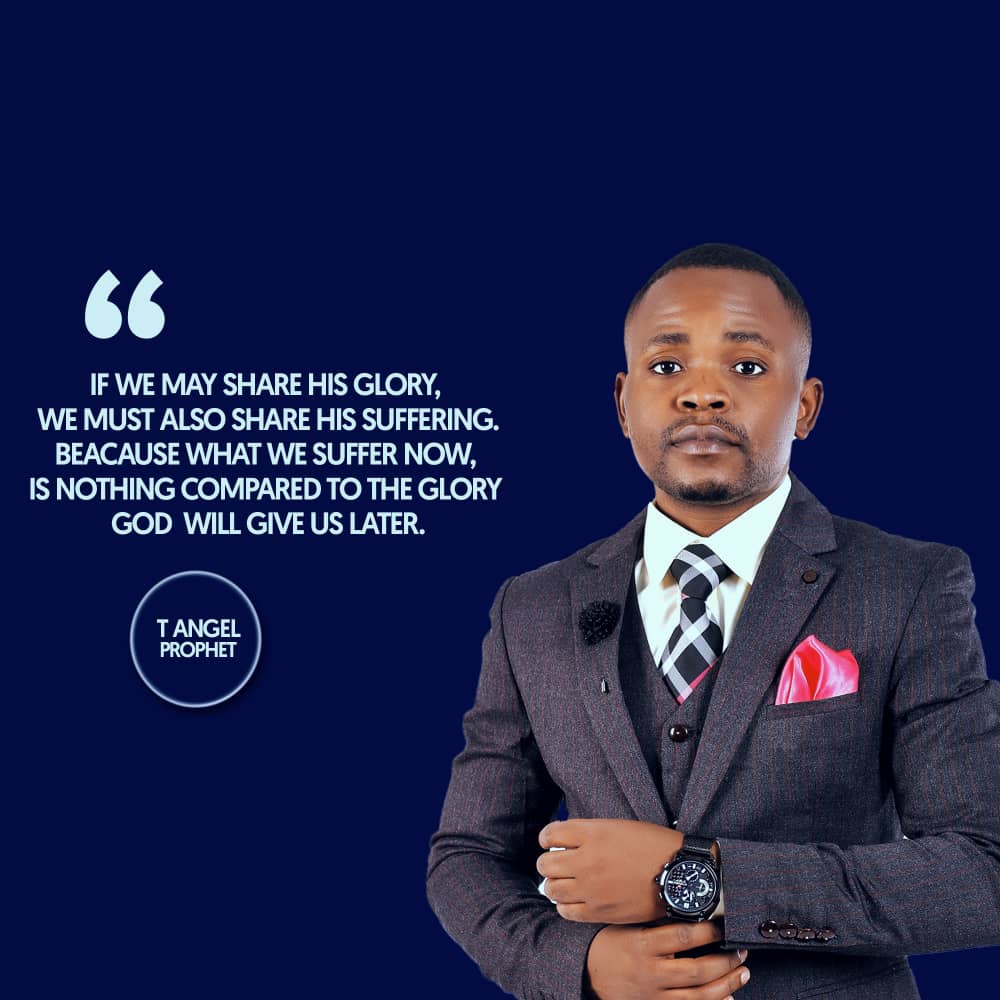 IF WE MAY SHARE HIS GLORY,
WE MUST ALSO SHARE HIS SUFFERING.
BEACAUSE WHAT WE SUFFER NOW,
IS NOTHING COMPARED TO THE GLORY
GOD WILL GIVE US LATER.
T ANGEL
PROPHET